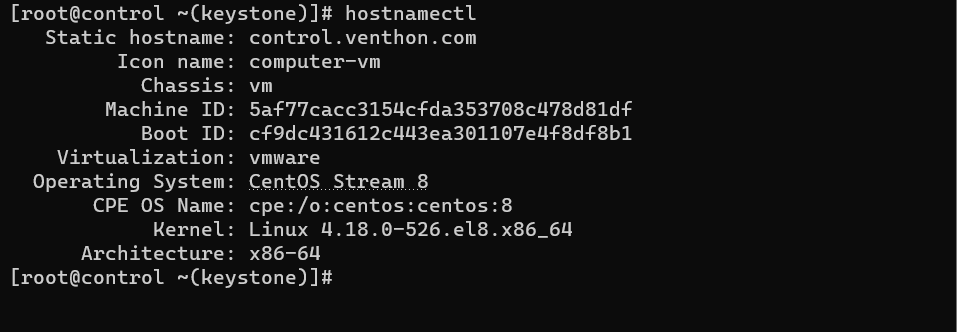 [root@control ~(keystone)]# hostnamectl
Static hostname: control.venthon.com
Icon name: computer-vm
Chassis: vm
Machine ID: 5af77cacc3154cfda353708c478d81df
Boot ID: cf9dc431612c443ea301107e4f8df8b1
Virtualization: vmware
Operating System: CentOS Stream 8
CPE OS Name: cpe:/o:centos:centos:8
Kernel: Linux 4.18.0-526.el8.x86_64
Architecture: x86-64
[root@control ~(keystone)]#